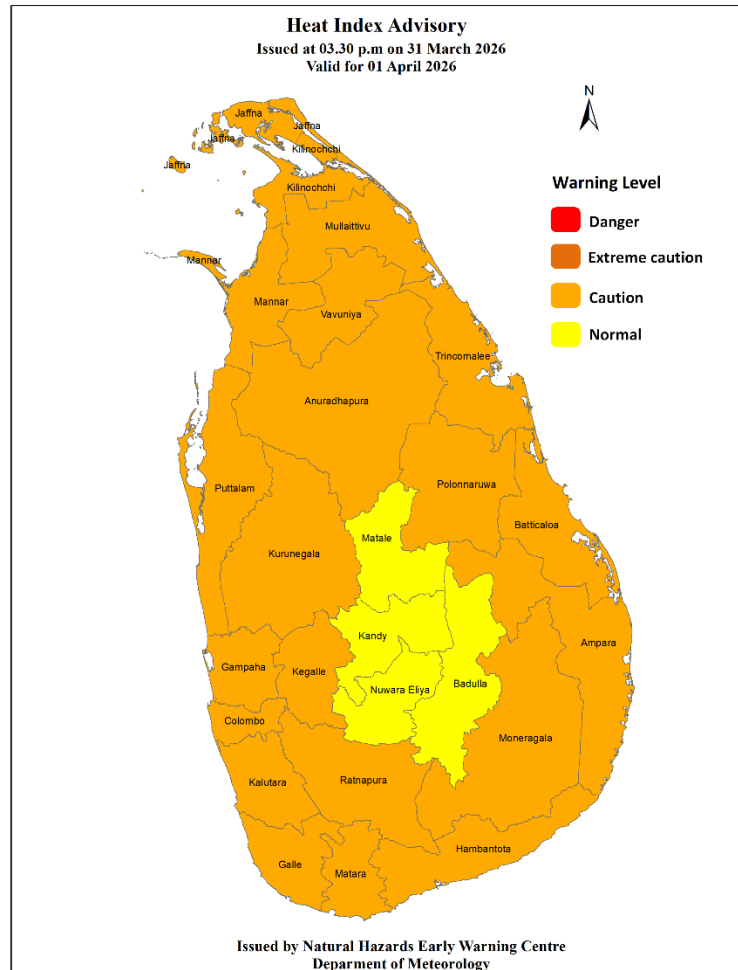 Heat Index Advisory
Issued at 03.30 p.m on 31 March 2026
Valid for 01 April 2026
N
Jaffna
Jaffna
Jaffna
Kilinochchi
Jaffna
Kilinochchi
Mullaittivu
Mannar
Mannar
Vavuniya
Trincomalee
Anuradhapura
Polonnaruwa
Puttalam
Batticaloa
Matale
Kurunegala
Kandy
Ampara
Gampaha
Kegalle
Nuwara Eliya
Badulla
Colombo
Moneragala
Kalutara
Ratnapura
Hambantota
Galle
Matara
Warning Level
Danger
Extreme caution
Caution
Normal
Issued by Natural Hazards Early Warning Centre
Deparment of Meteorology